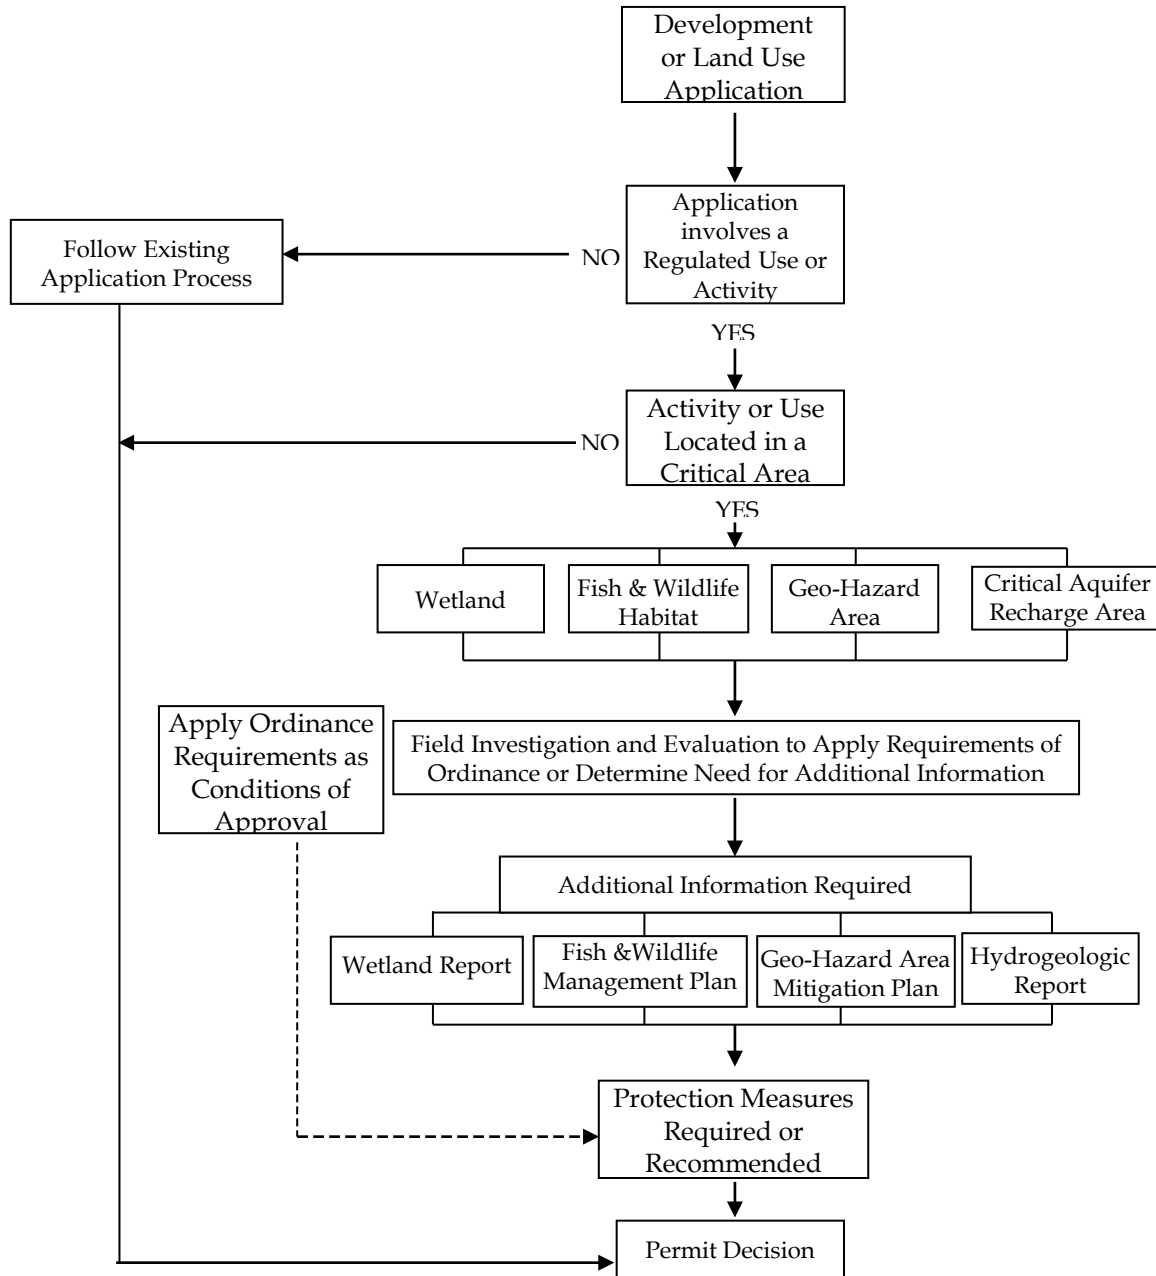 Development
or Land Use
Application
Application
involves a
Regulated Use or
Activity
Follow Existing
Application Process
NO
YES
Activity or Use
Located in a
Critical Area
NO
YES
Wetland
Fish & Wildlife
Habitat
Geo-Hazard
Area
Critical Aquifer
Recharge Area
Apply Ordinance
Requirements as
Conditions of
Approval
Field Investigation and Evaluation to Apply Requirements of
Ordinance or Determine Need for Additional Information
Additional Information Required
Wetland Report
Fish &Wildlife
Management Plan
Geo-Hazard Area
Mitigation Plan
Hydrogeologic
Report
Protection Measures
Required or
Recommended
Permit Decision